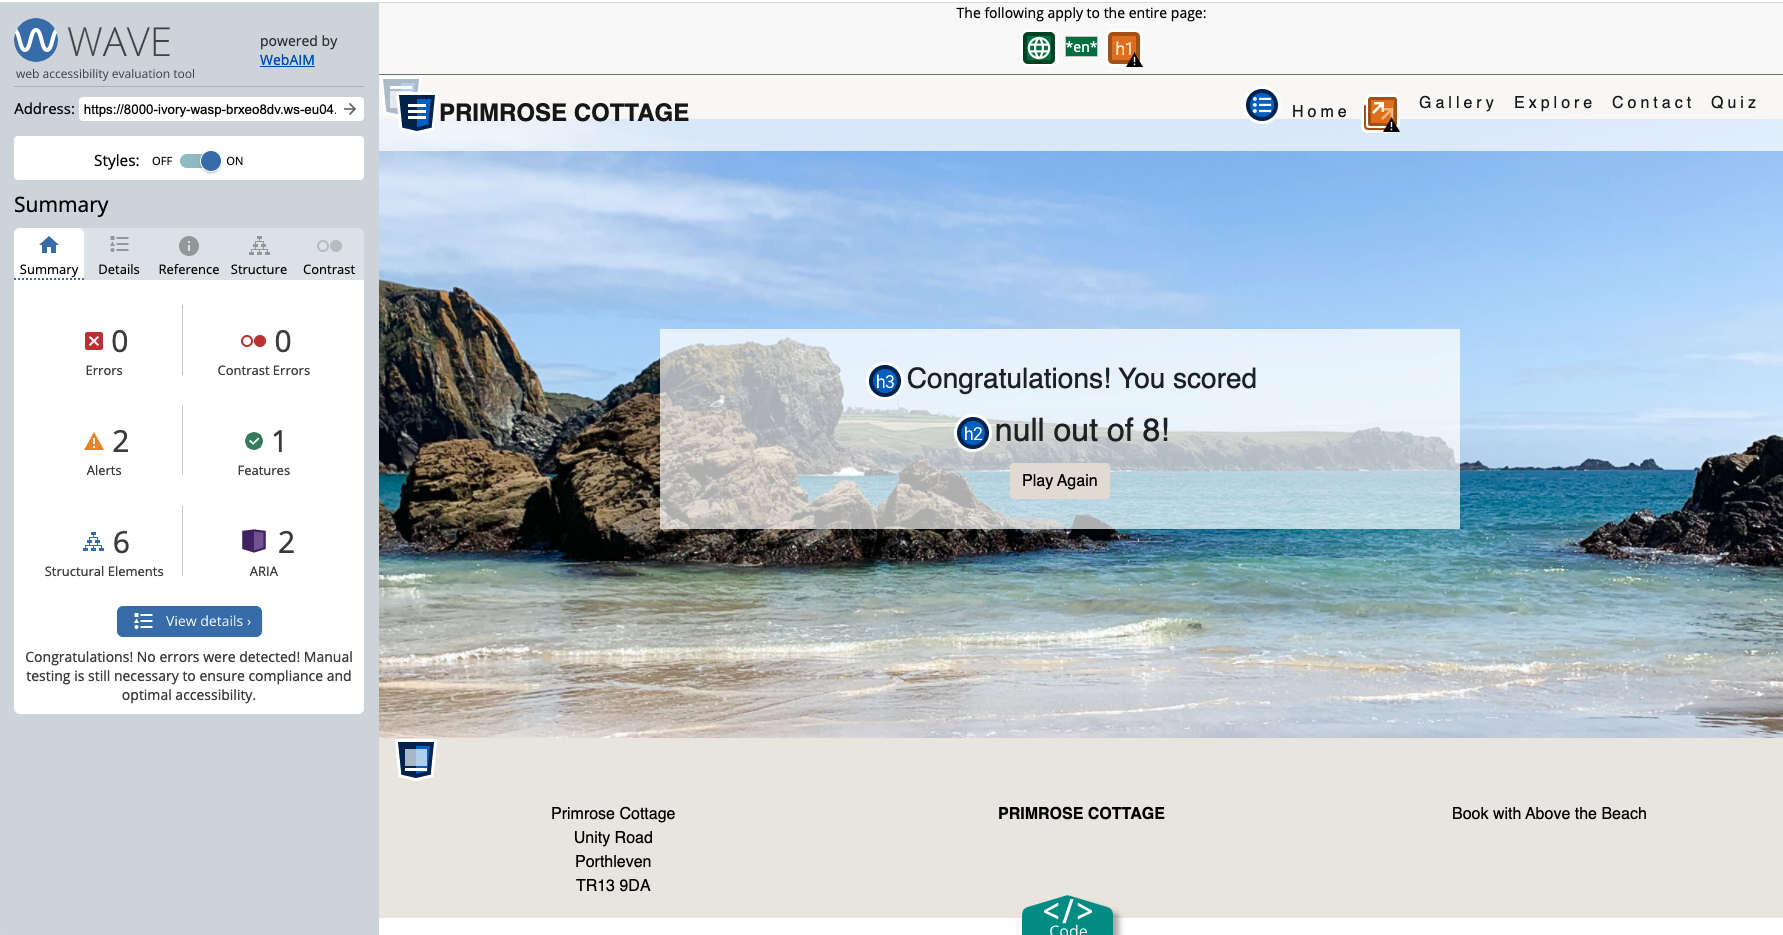 WAVE
web accessibility evaluation tool
powered by
WebAIM
Address: https://8000-ivory-wasp-brxeo8dv.ws-eu04.
Styles: OFF ON
Summary
Summary Details Reference Structure Contrast
0
Errors
0
Contrast Errors
2
Alerts
1
Features
6
Structural Elements
2
ARIA
View details ›
Congratulations! No errors were detected! Manual
testing is still necessary to ensure compliance and
optimal accessibility.
The following apply to the entire page:
*en* h1
PRIMROSE COTTAGE
Home Gallery Explore Contact Quiz
h3 Congratulations! You scored
h2 null out of 8!
Play Again
Primrose Cottage
Unity Road
Porthleven
TR13 9DA
PRIMROSE COTTAGE
Book with Above the Beach
</>
Code